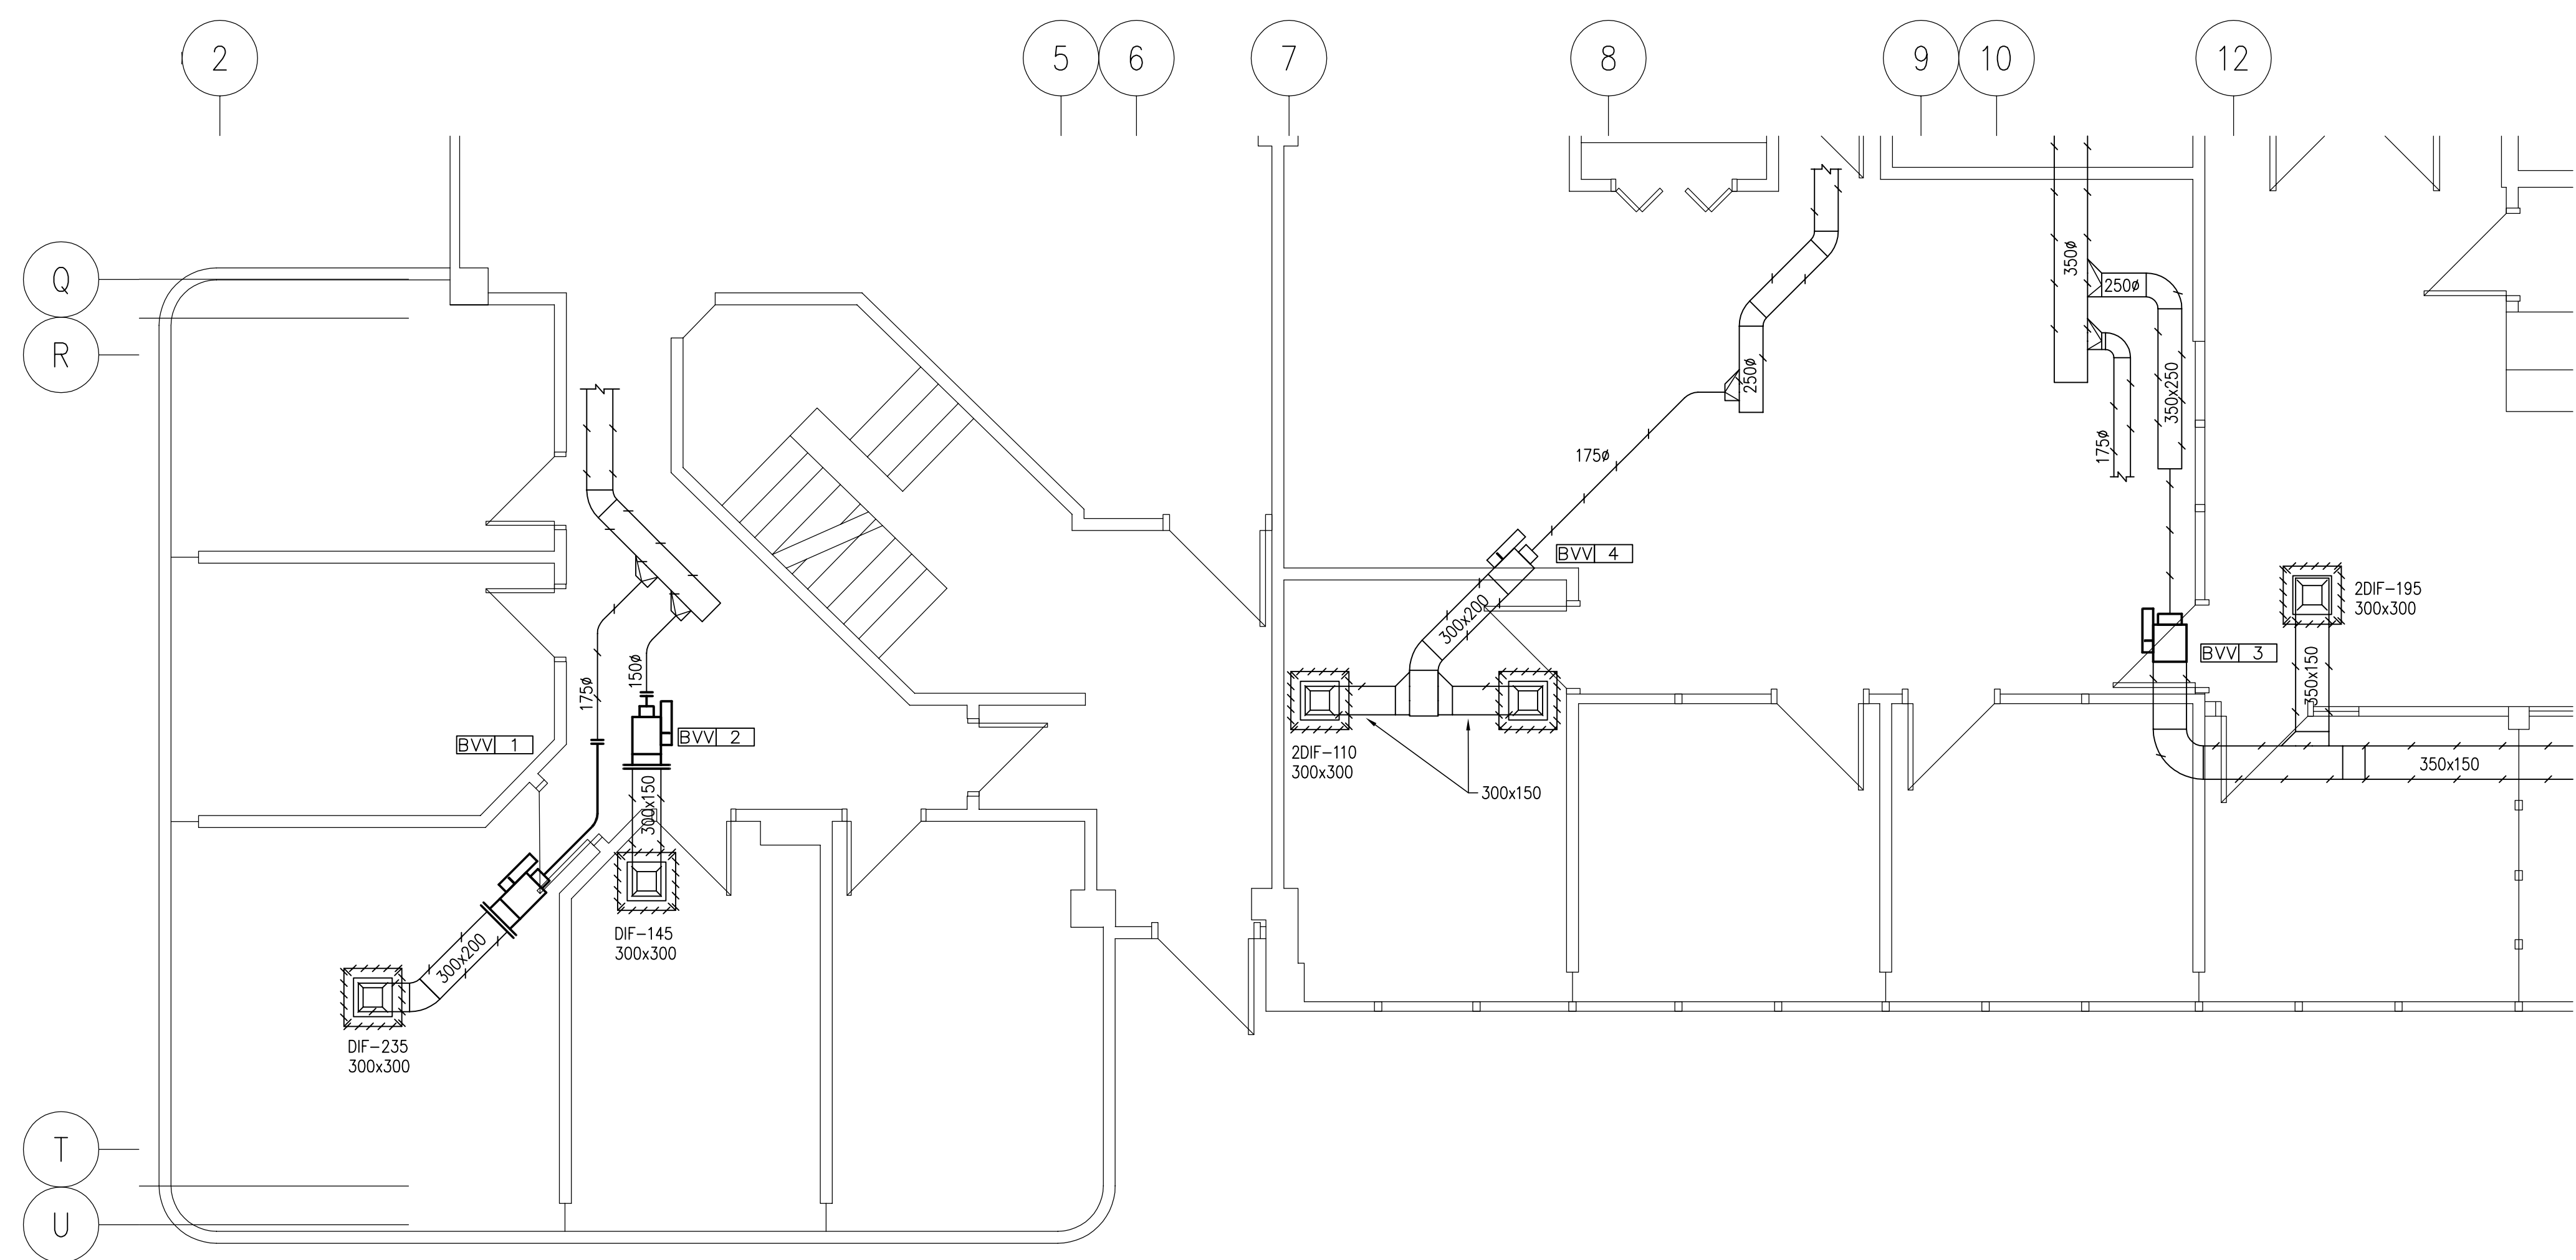 2
5
6
7
8
9
10
12
Q
R
T
U
350ø
250ø
250ø
350x250
175ø
175ø
BVV 4
300x200
2DIF-195
300x300
BVV 3
350x150
350x150
150ø
175ø
BVV 1
BVV 2
300x150
2DIF-110
300x300
300x150
DIF-145
300x300
300x200
DIF-235
300x300